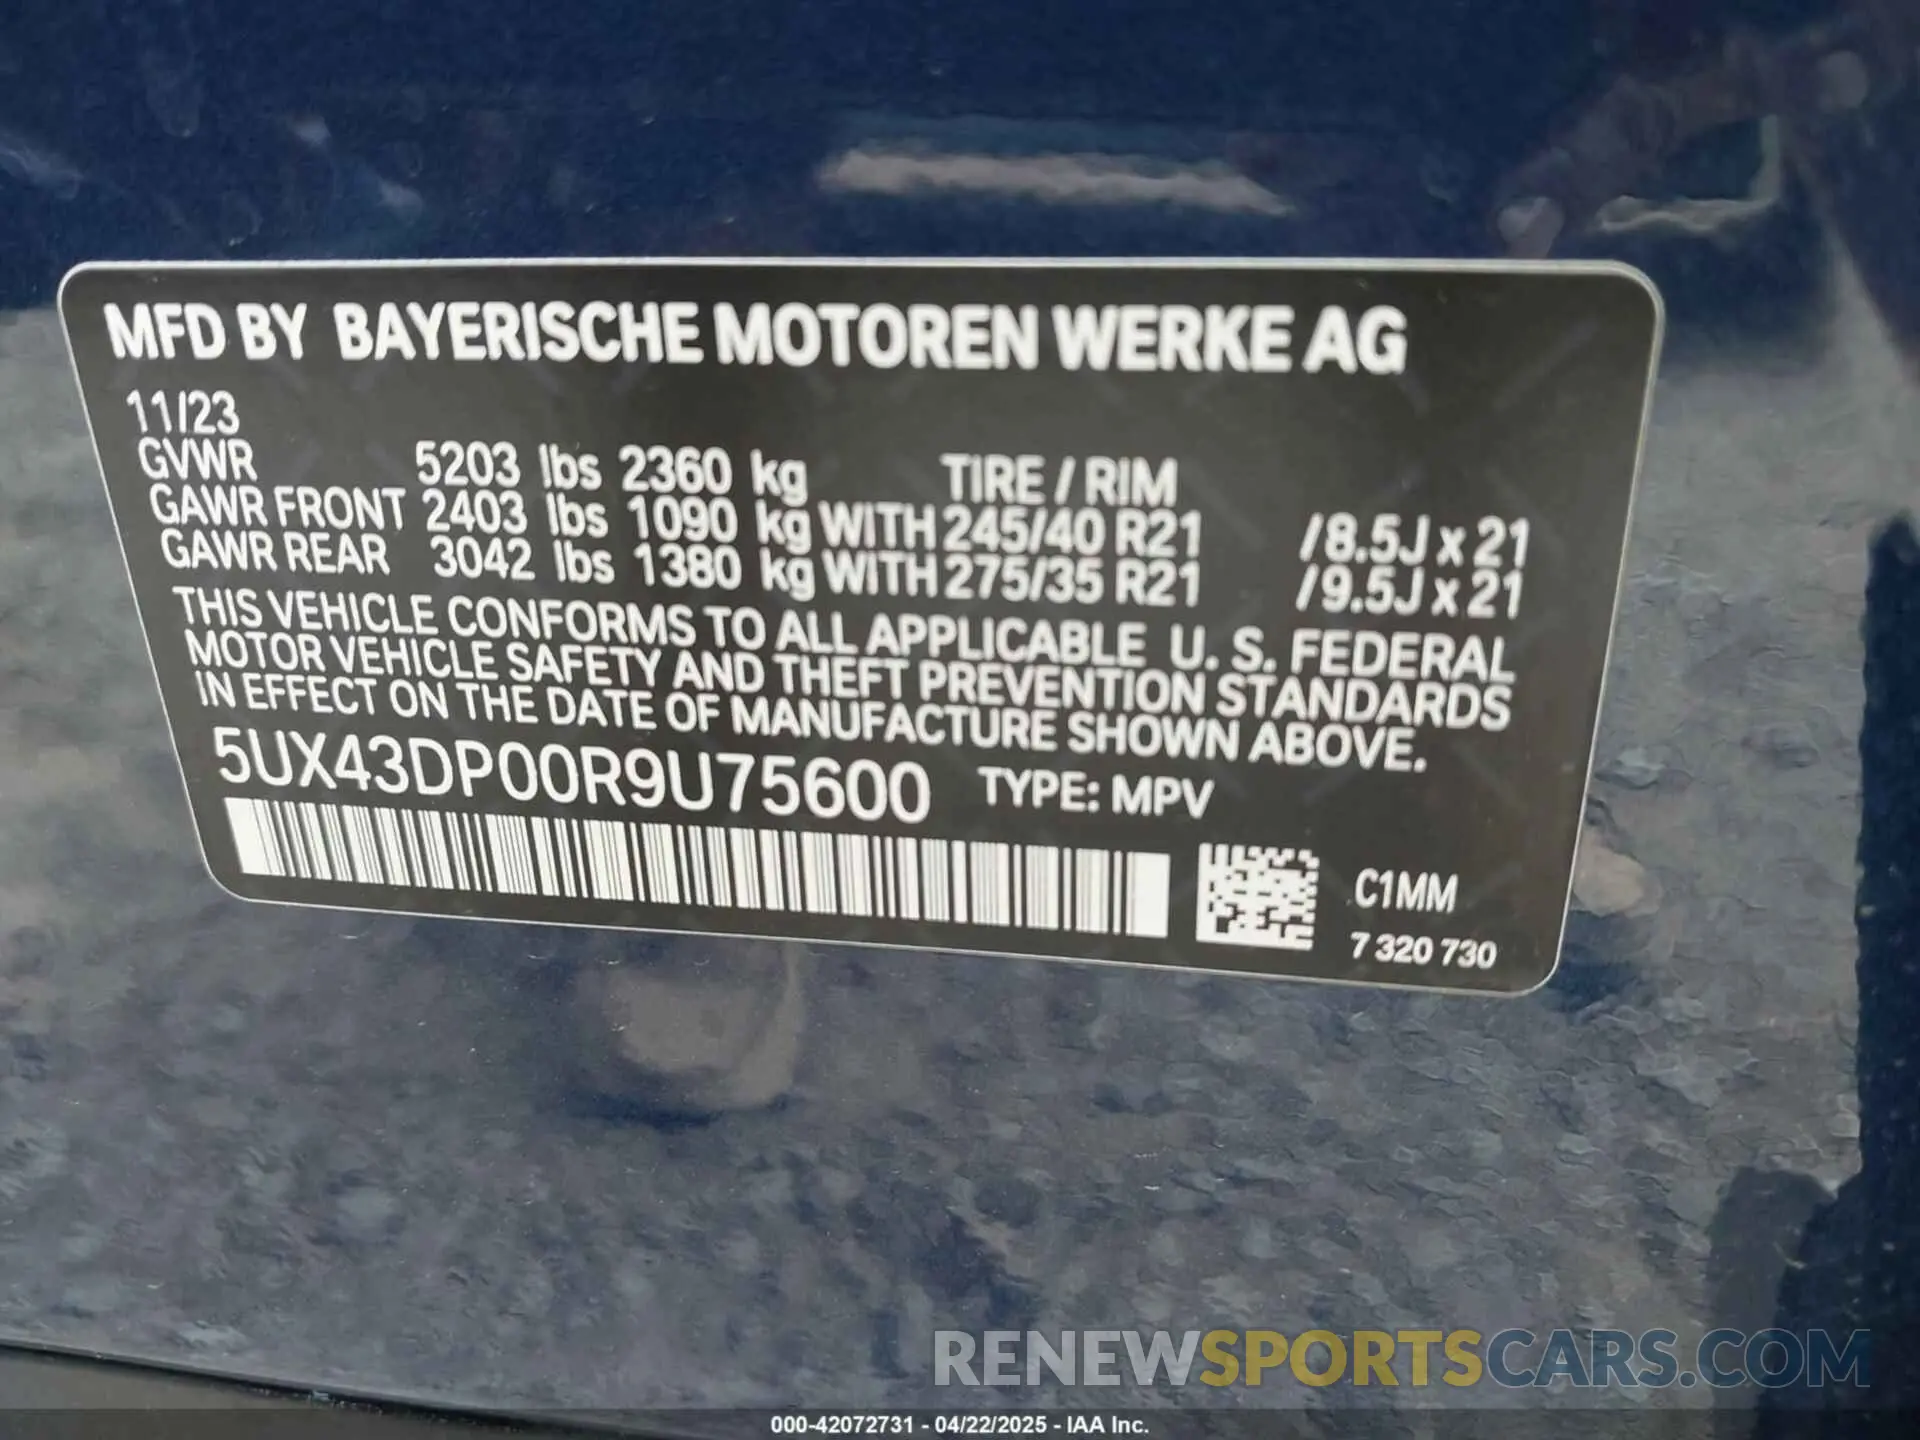 MFD BY BAYERISCHE MOTOREN WERKE AG
11/23
GVWR 5203 lbs 2360 kg TIRE / RIM
GAWR FRONT 2403 lbs 1090 kg WITH 245/40 R21 /8.5J x 21
GAWR REAR 3042 lbs 1380 kg WITH 275/35 R21 /9.5J x 21
THIS VEHICLE CONFORMS TO ALL APPLICABLE U. S. FEDERAL
MOTOR VEHICLE SAFETY AND THEFT PREVENTION STANDARDS
IN EFFECT ON THE DATE OF MANUFACTURE SHOWN ABOVE.
5UX43DP00R9U75600 TYPE: MPV
C1MM
7 320 730
RENEWSPORTSCARS.COM
000-42072731 - 04/22/2025 - IAA Inc.